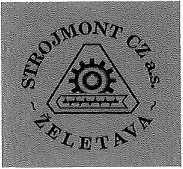 STROJMONT CZ a.s.
~ ŽELETAVA ~